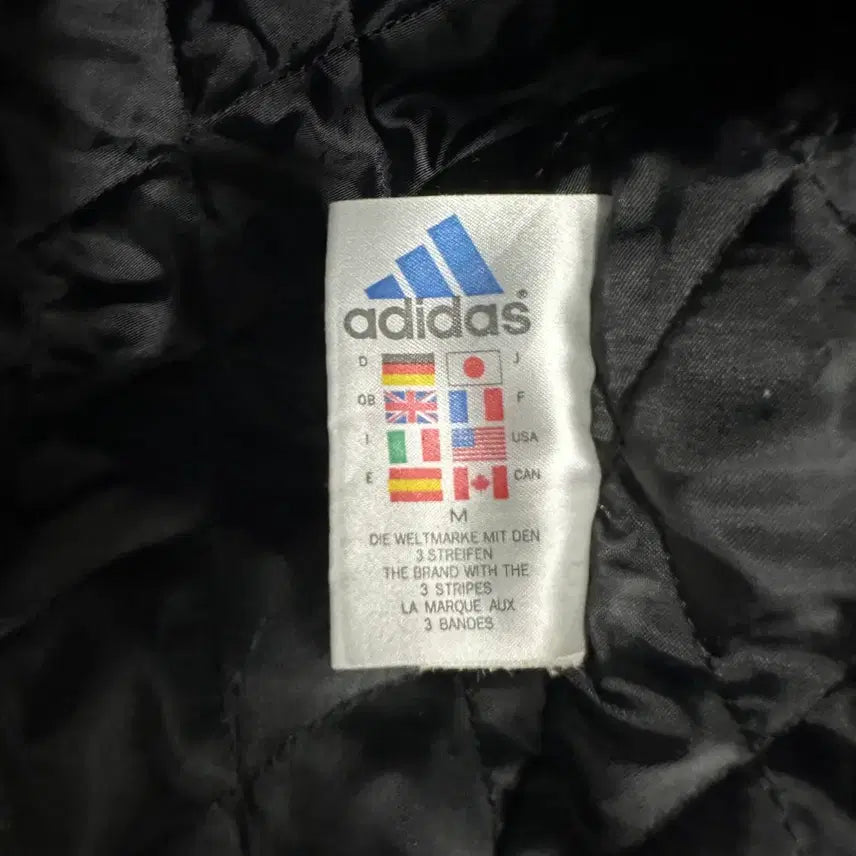 adidas®
D J
GB F
I USA
E CAN
M
DIE WELTMARKE MIT DEN
3 STREIFEN
THE BRAND WITH THE
3 STRIPES
LA MARQUE AUX
3 BANDES